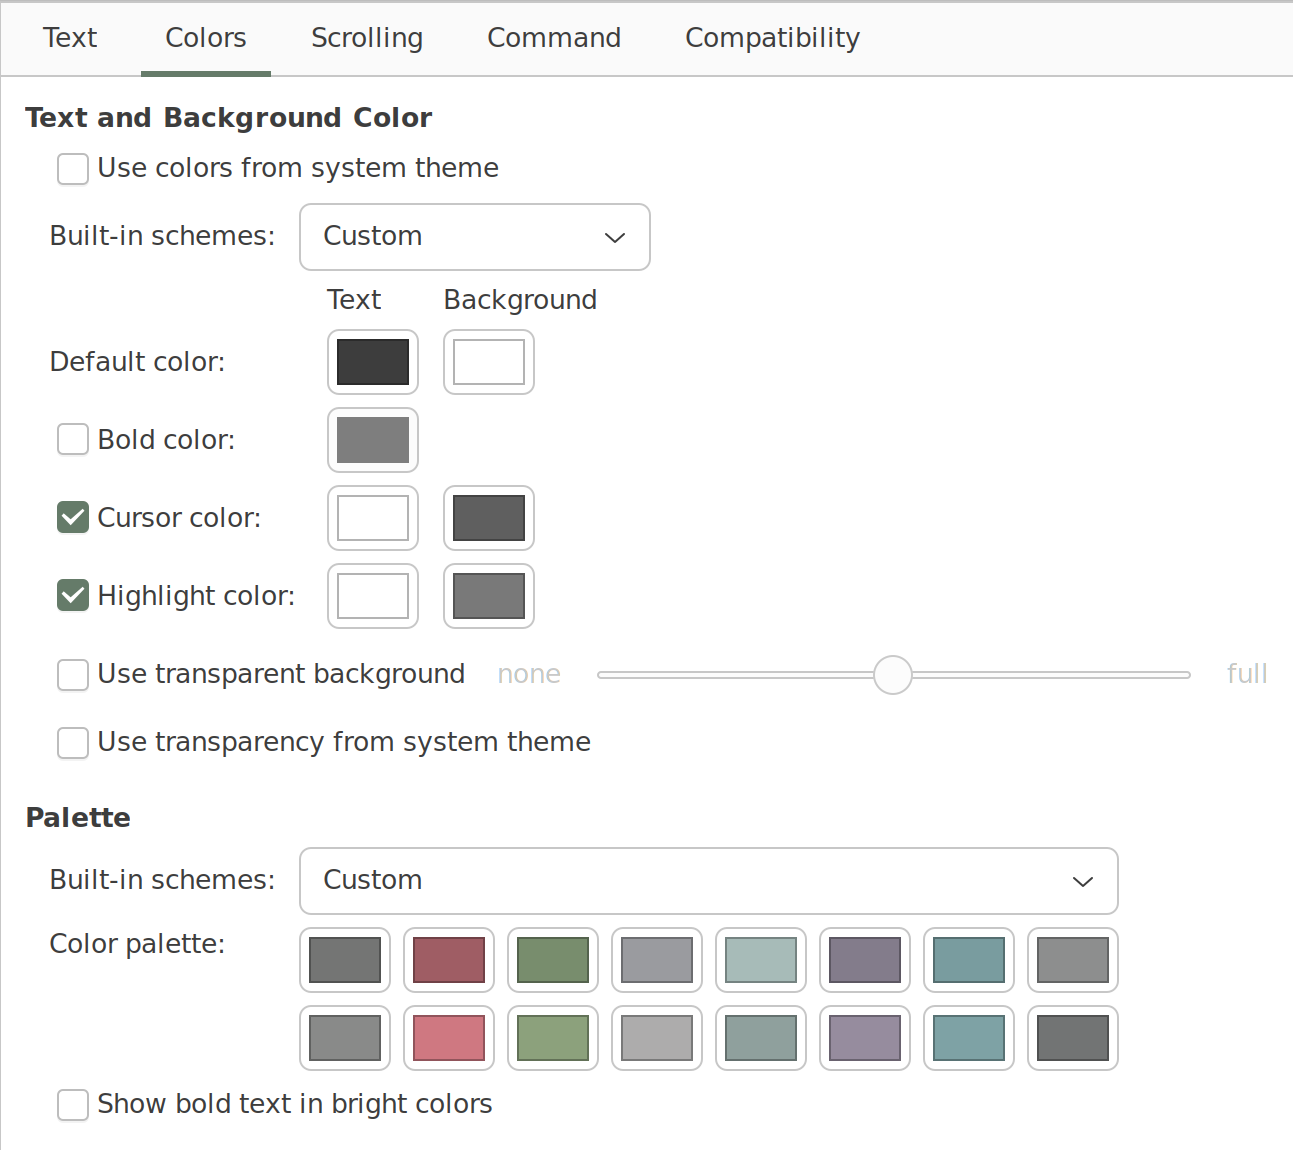 Text Colors Scrolling Command Compatibility
Text and Background Color
Use colors from system theme
Built-in schemes: Custom
Text Background
Default color:
Bold color:
Cursor color:
Highlight color:
Use transparent background none full
Use transparency from system theme
Palette
Built-in schemes: Custom
Color palette:
Show bold text in bright colors